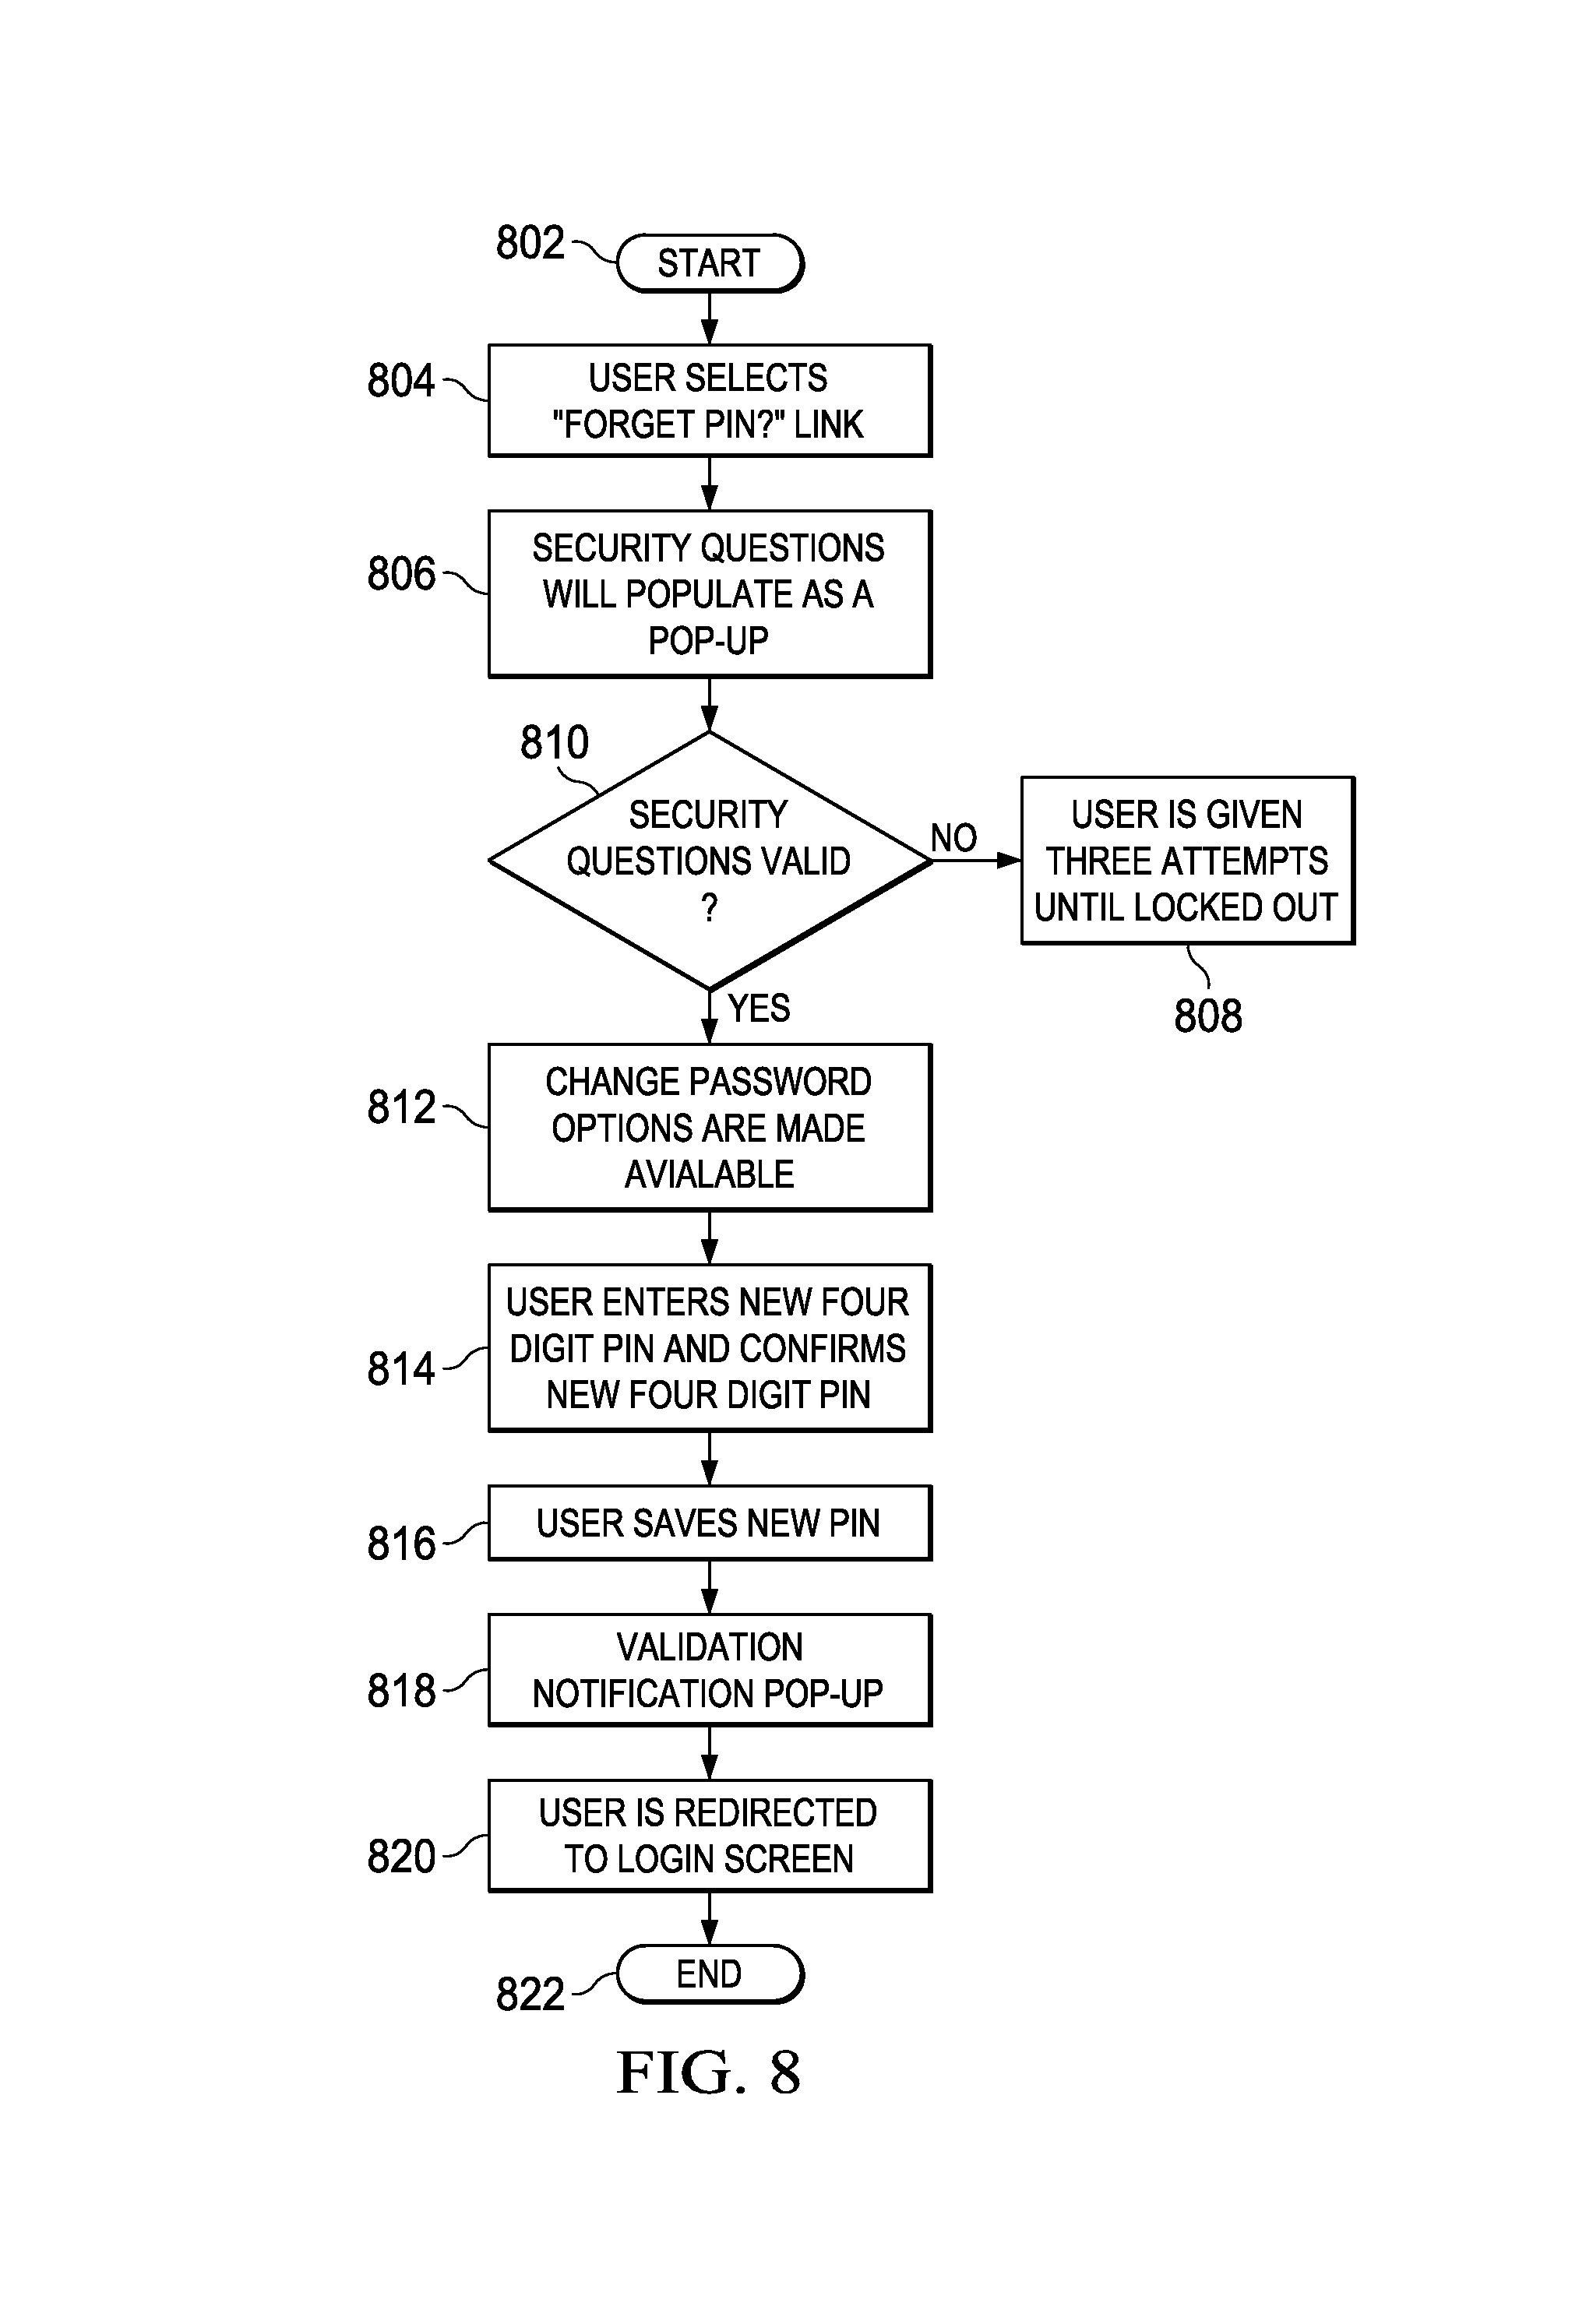 802
START
804
USER SELECTS
"FORGET PIN?" LINK
806
SECURITY QUESTIONS
WILL POPULATE AS A
POP-UP
810
SECURITY
QUESTIONS VALID
?
NO
USER IS GIVEN
THREE ATTEMPTS
UNTIL LOCKED OUT
808
YES
812
CHANGE PASSWORD
OPTIONS ARE MADE
AVIALABLE
814
USER ENTERS NEW FOUR
DIGIT PIN AND CONFIRMS
NEW FOUR DIGIT PIN
816
USER SAVES NEW PIN
818
VALIDATION
NOTIFICATION POP-UP
820
USER IS REDIRECTED
TO LOGIN SCREEN
822
END
FIG. 8